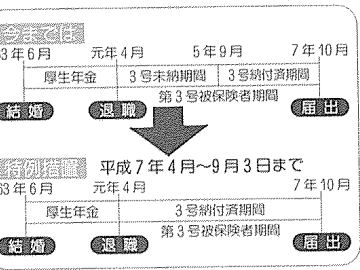 今までは
63年6月 元年4月 5年9月 7年10月
厚生年金 3号未納期間 3号納付済期間
第3号被保険者期間
結婚 退職 届出
特例措置 平成7年4月〜9月3日まで
63年6月 元年4月 7年10月
厚生年金 3号納付済期間
第3号被保険者期間
結婚 退職 届出